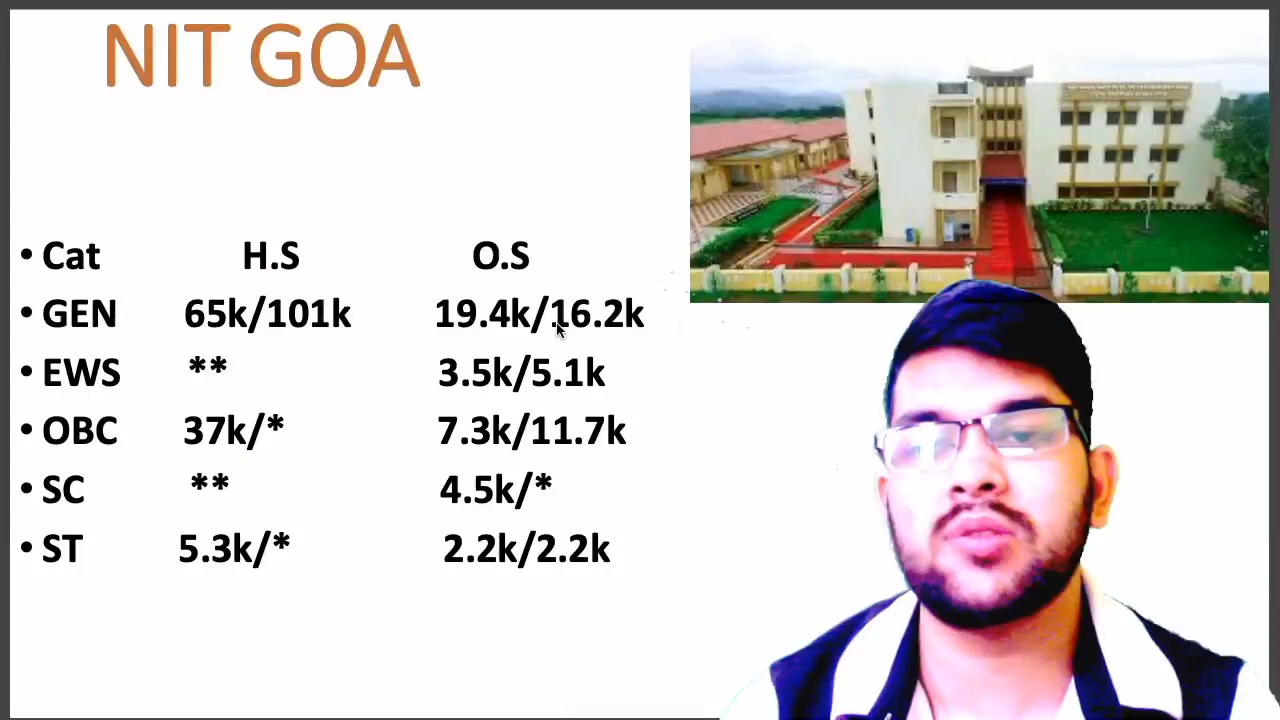 NIT GOA
• Cat H.S O.S
• GEN 65k/101k 19.4k/16.2k
• EWS ** 3.5k/5.1k
• OBC 37k/* 7.3k/11.7k
• SC ** 4.5k/*
• ST 5.3k/* 2.2k/2.2k